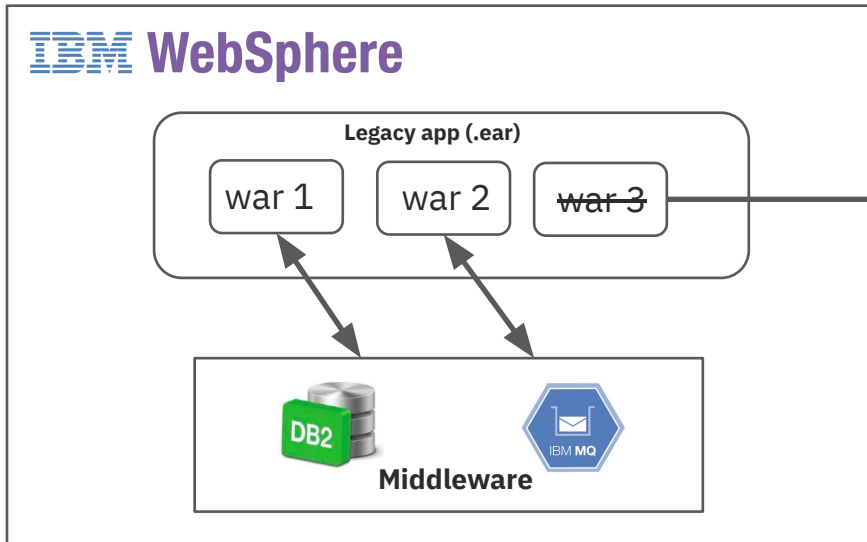 IBM WebSphere
Legacy app (.ear)
war 1
war 2
war 3
DB2
IBM MQ
Middleware